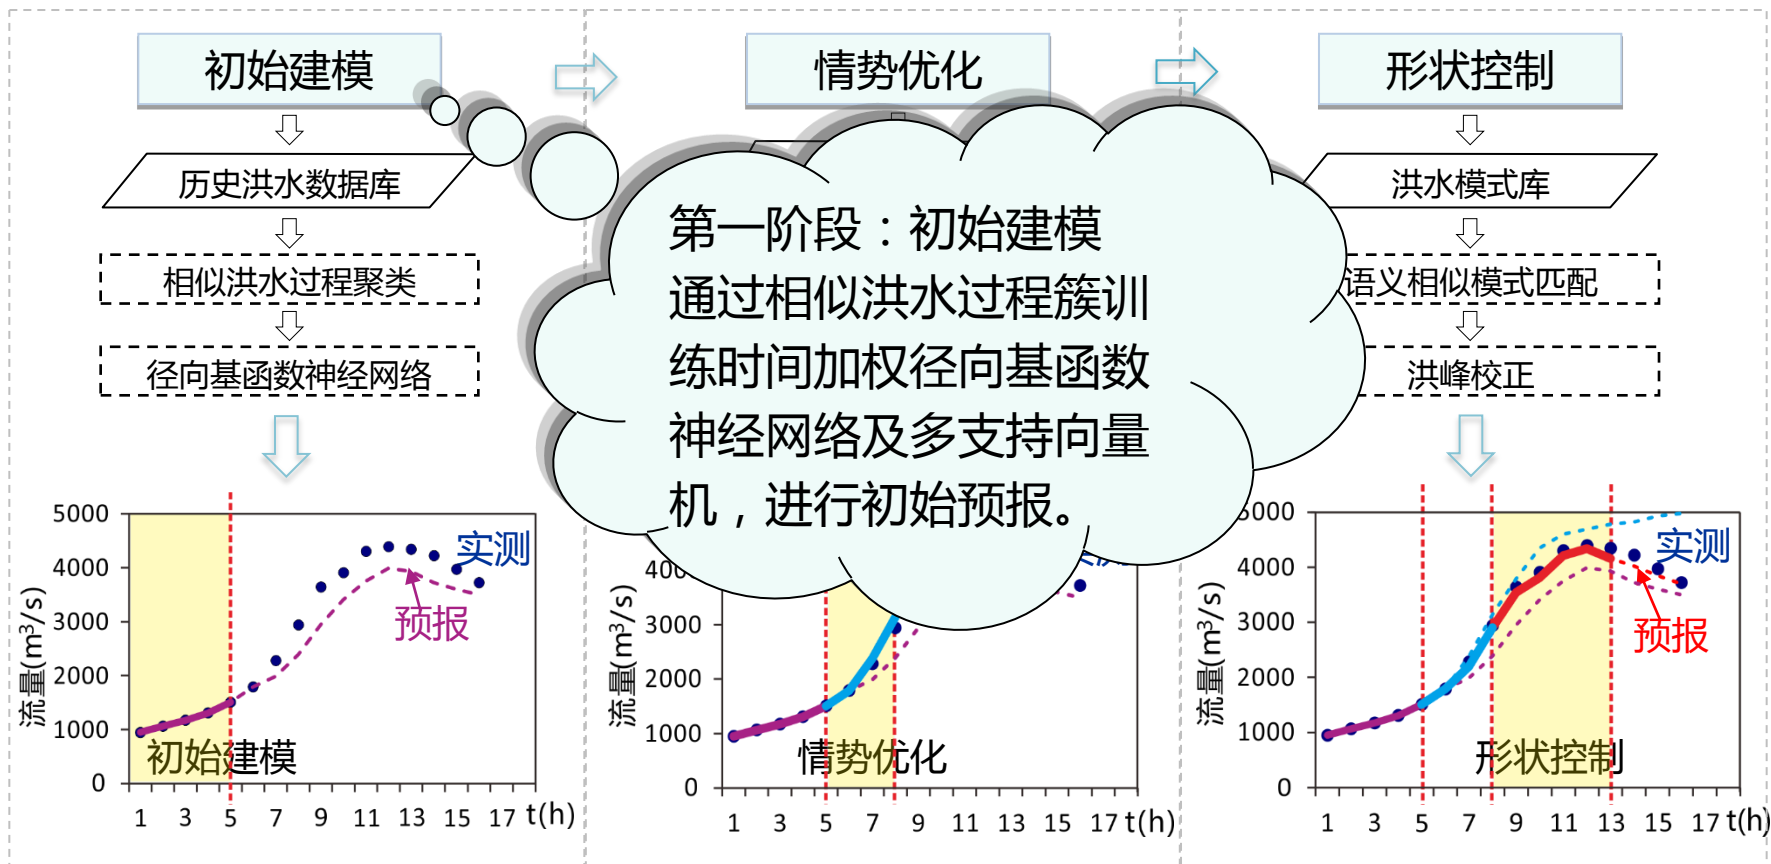 初始建模
情势优化
形状控制
历史洪水数据库
相似洪水过程聚类
径向基函数神经网络
第一阶段：初始建模
通过相似洪水过程簇训
练时间加权径向基函数
神经网络及多支持向量
机，进行初始预报。
洪水模式库
语义相似模式匹配
洪峰校正
流量(m³/s)
5000
4000
3000
2000
1000
0
实测
预报
初始建模
1 3 5 7 9 11 13 15 17 t(h)
流量(m³/s)
3000
2000
1000
0
情势优化
1 3 5 7 9 11 13 15 17 t(h)
流量(m³/s)
5000
4000
3000
2000
1000
0
实测
预报
形状控制
1 3 5 7 9 11 13 15 17 t(h)